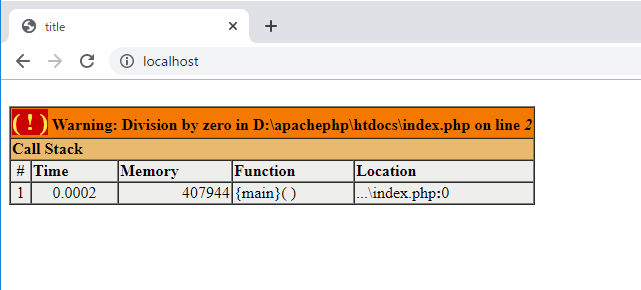 title
localhost
( ! ) Warning: Division by zero in D:\apachephp\htdocs\index.php on line 2
Call Stack
# Time Memory Function Location
1 0.0002 407944 {main}( ) ...\index.php:0